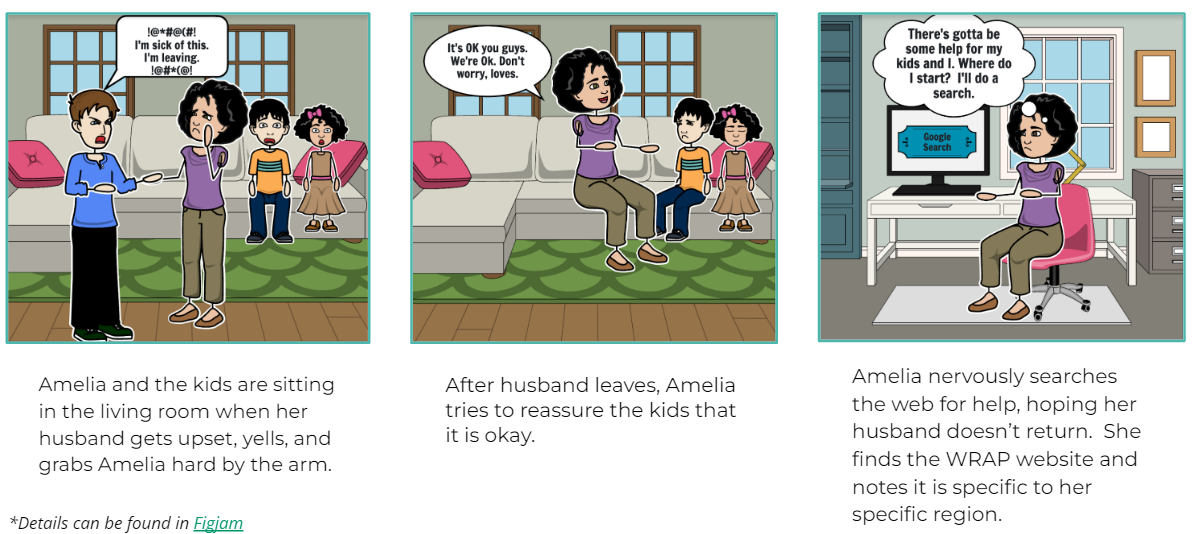 !@*#@(#!
I'm sick of this.
I'm leaving.
!@#*(@!
It's OK you guys.
We're Ok. Don't
worry, loves.
There's gotta be
some help for my
kids and I. Where do
I start? I'll do a
search.
Google
Search
Amelia and the kids are sitting
in the living room when her
husband gets upset, yells, and
grabs Amelia hard by the arm.
After husband leaves, Amelia
tries to reassure the kids that
it is okay.
Amelia nervously searches
the web for help, hoping her
husband doesn’t return.  She
finds the WRAP website and
notes it is specific to her
specific region.
*Details can be found in Figjam